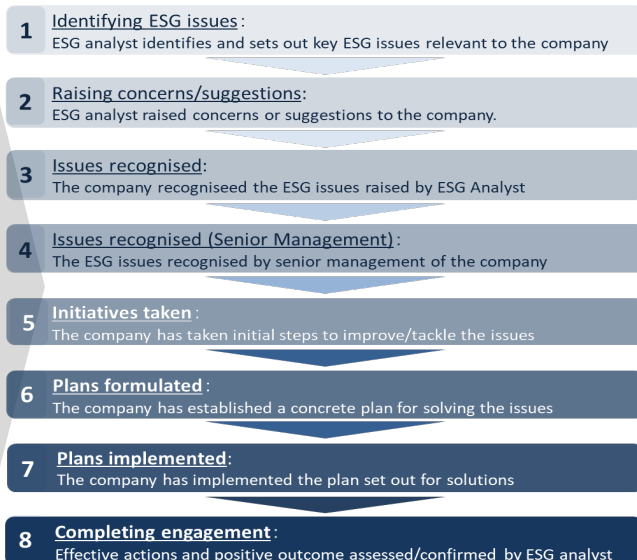 1
Identifying ESG issues:
ESG analyst identifies and sets out key ESG issues relevant to the company
2
Raising concerns/suggestions:
ESG analyst raised concerns or suggestions to the company.
3
Issues recognised:
The company recogniseed the ESG issues raised by ESG Analyst
4
Issues recognised (Senior Management):
The ESG issues recognised by senior management of the company
5
Initiatives taken:
The company has taken initial steps to improve/tackle the issues
6
Plans formulated:
The company has established a concrete plan for solving the issues
7
Plans implemented:
The company has implemented the plan set out for solutions
8
Completing engagement:
Effective actions and positive outcome assessed/confirmed by ESG analyst